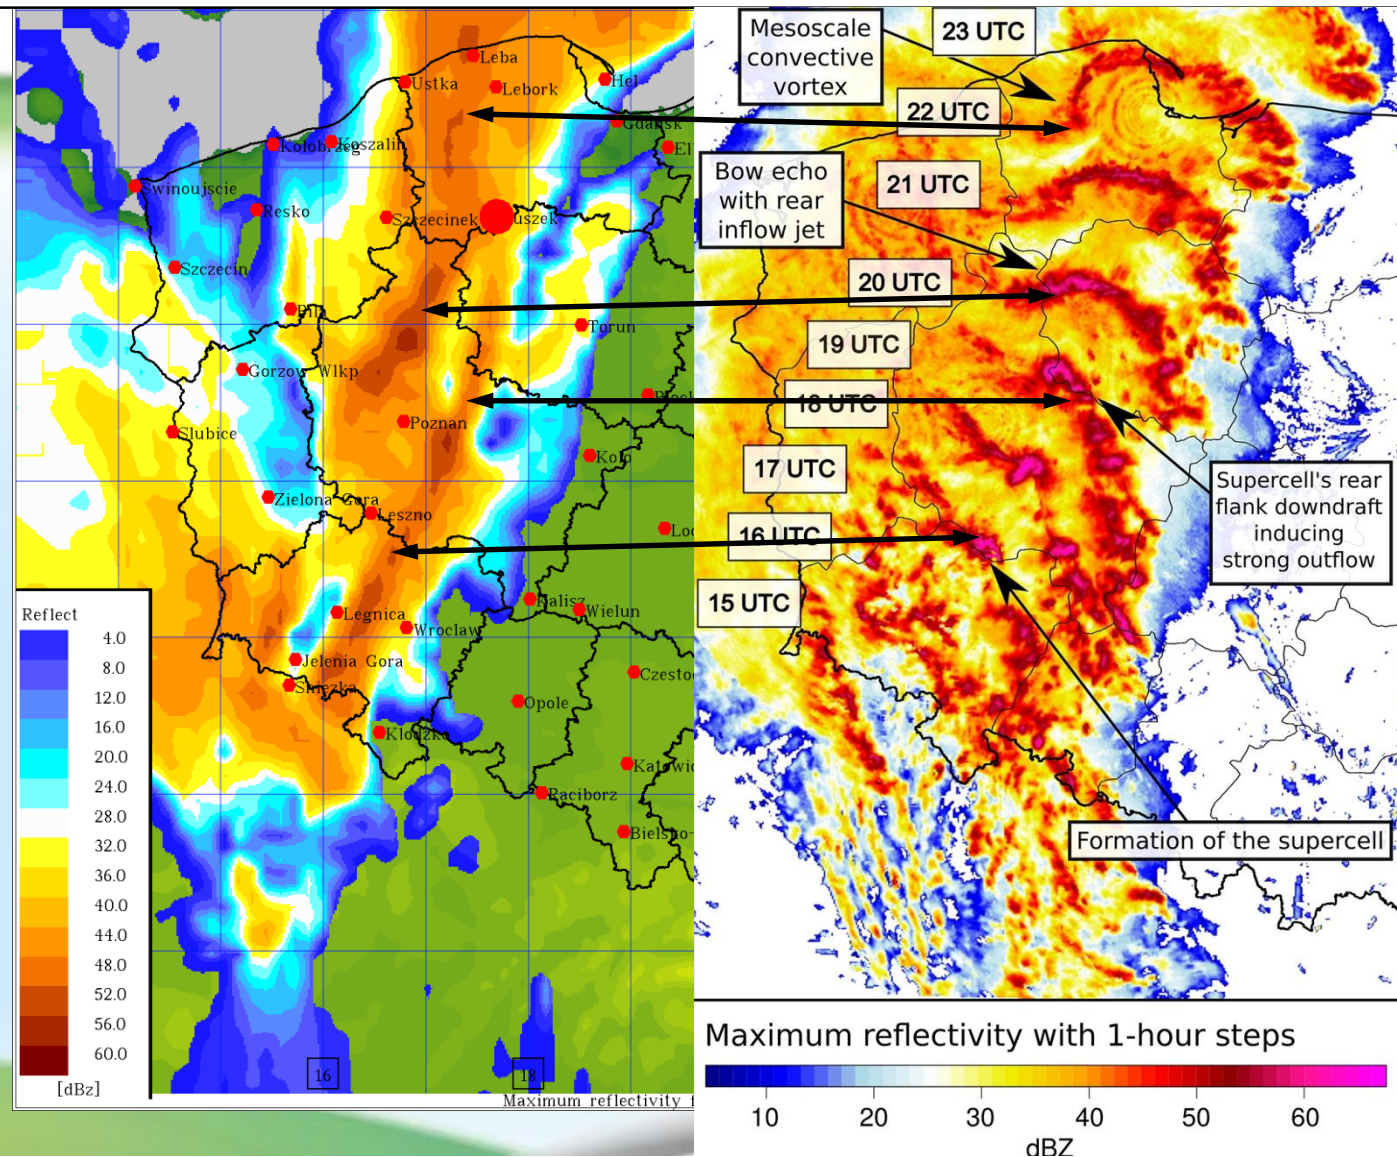 Leba
Ustka
Lebork
Hel
Gdansk
Kolobrzeg
Koszalin
Swinoujscie
Resko
Szczecinek
Szczecin
Pila
Torun
Gorzow Wlkp
Poznan
Slubice
Kolo
Zielona Gora
Leszno
Legnica
Kalisz
Wielun
Wroclaw
Jelenia Gora
Sniezka
Opole
Klodzko
Raciborz
Reflect
4.0
8.0
12.0
16.0
20.0
24.0
28.0
32.0
36.0
40.0
44.0
48.0
52.0
56.0
60.0
[dBz]
16
18
Maximum reflectivity
Mesoscale
convective
vortex
23 UTC
22 UTC
Bow echo
with rear
inflow jet
21 UTC
20 UTC
19 UTC
18 UTC
17 UTC
16 UTC
15 UTC
Supercell's rear
flank downdraft
inducing
strong outflow
Formation of the supercell
Maximum reflectivity with 1-hour steps
10 20 30 40 50 60
dBZ